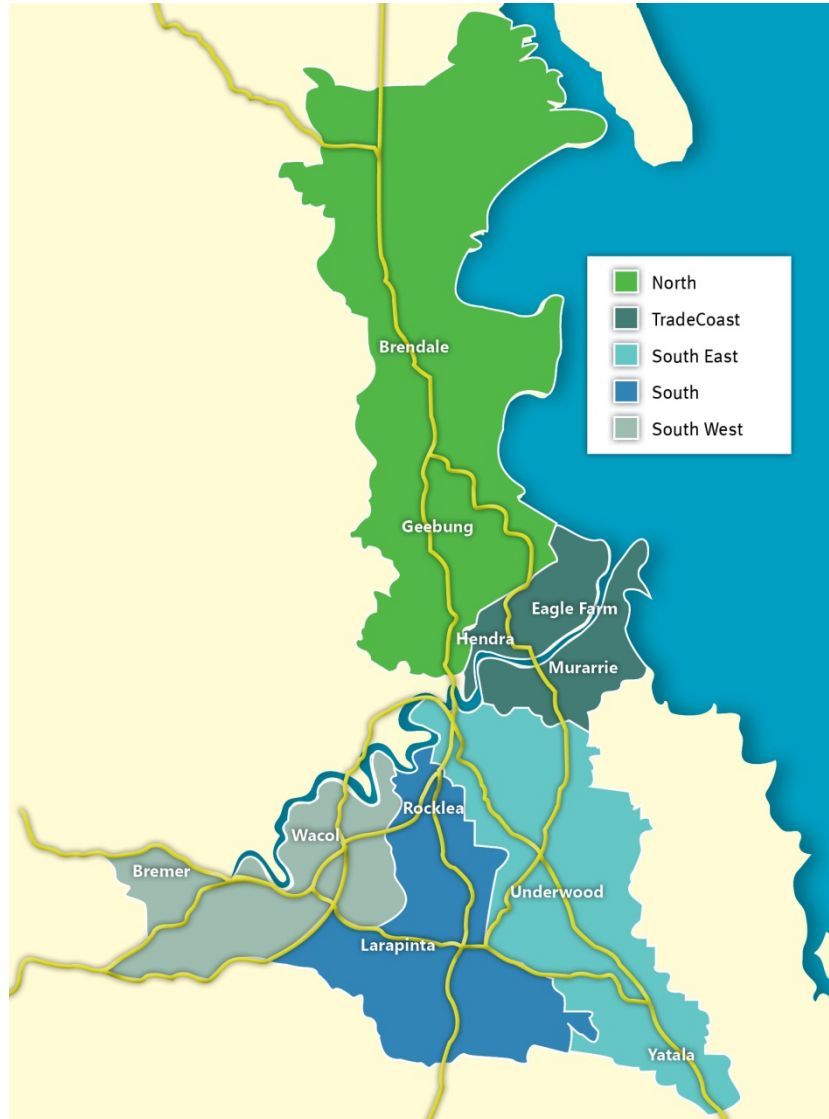 Brendale
North
TradeCoast
South East
South
South West
Geebung
Eagle Farm
Hendra
Murarrie
Rocklea
Wacol
Bremer
Underwood
Larapinta
Yatala